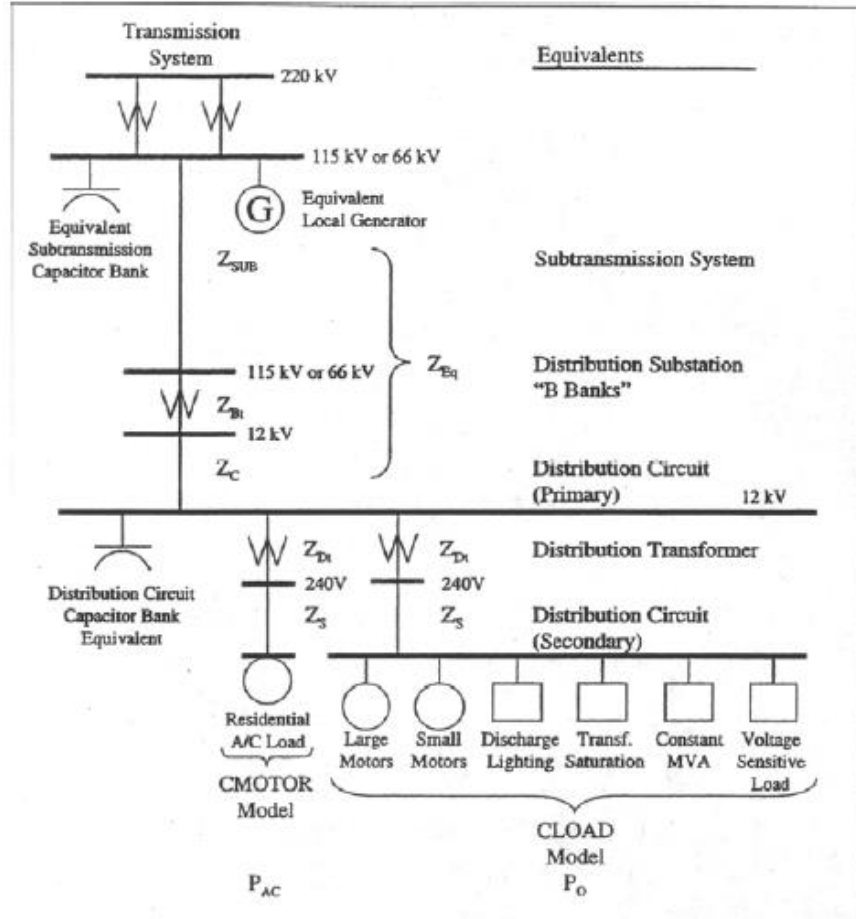 Transmission
System
Equivalents
220 kV
115 kV or 66 kV
G
Equivalent
Local Generator
Equivalent
Subtransmission
Capacitor Bank
Z_SUB
Subtransmission System
115 kV or 66 kV
Z_Eq
Distribution Substation
"B Banks"
Z_Bt
12 kV
Z_C
Distribution Circuit
(Primary)
12 kV
Z_Dt
Z_Dt
Distribution Transformer
240V
240V
Distribution Circuit
Capacitor Bank
Equivalent
Z_S
Z_S
Distribution Circuit
(Secondary)
Residential
A/C Load
Large
Motors
Small
Motors
Discharge
Lighting
Transf.
Saturation
Constant
MVA
Voltage
Sensitive
Load
CMOTOR
Model
CLOAD
Model
P_AC
P_O